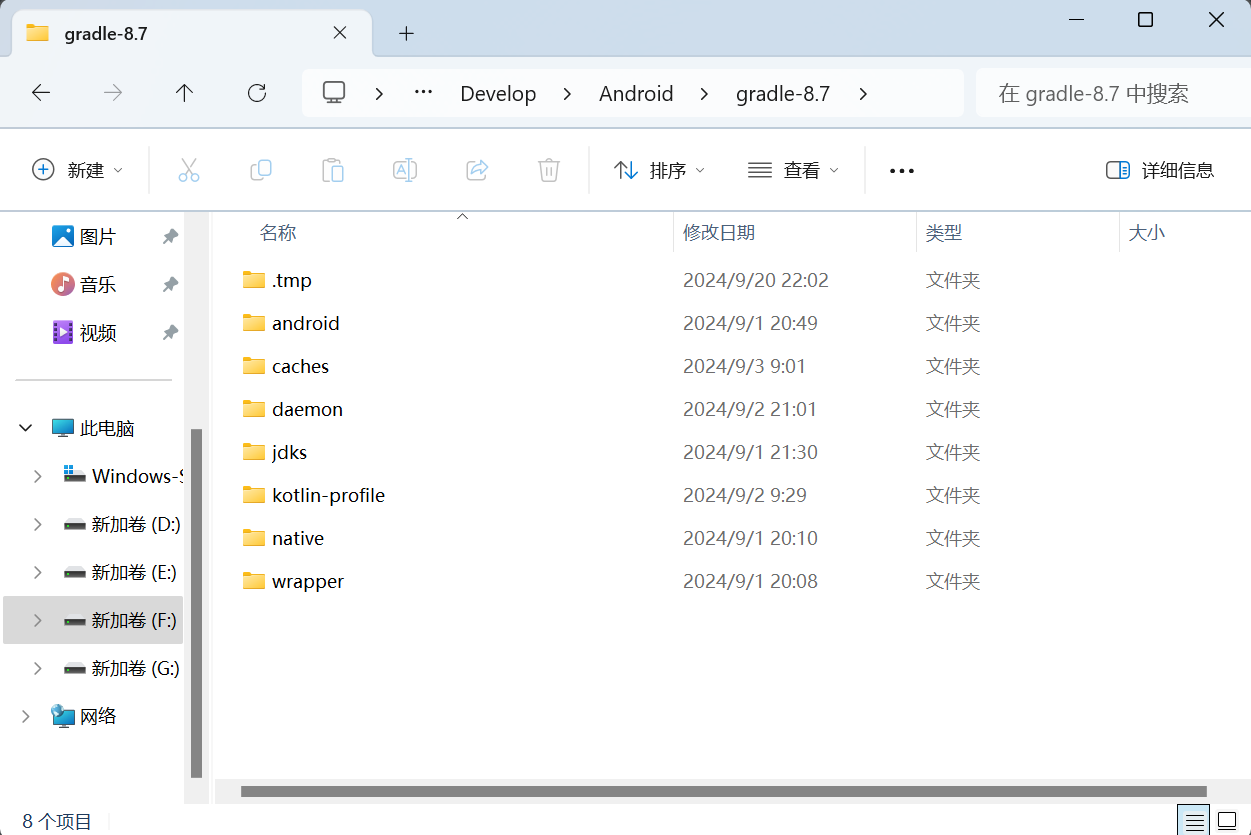 gradle-8.7
Develop Android gradle-8.7 在 gradle-8.7 中搜索
新建 排序 查看 详细信息
图片
音乐
视频
此电脑
Windows-S
新加卷 (D:)
新加卷 (E:)
新加卷 (F:)
新加卷 (G:)
网络
名称 修改日期 类型 大小
.tmp 2024/9/20 22:02 文件夹
android 2024/9/1 20:49 文件夹
caches 2024/9/3 9:01 文件夹
daemon 2024/9/2 21:01 文件夹
jdks 2024/9/1 21:30 文件夹
kotlin-profile 2024/9/2 9:29 文件夹
native 2024/9/1 20:10 文件夹
wrapper 2024/9/1 20:08 文件夹
8 个项目